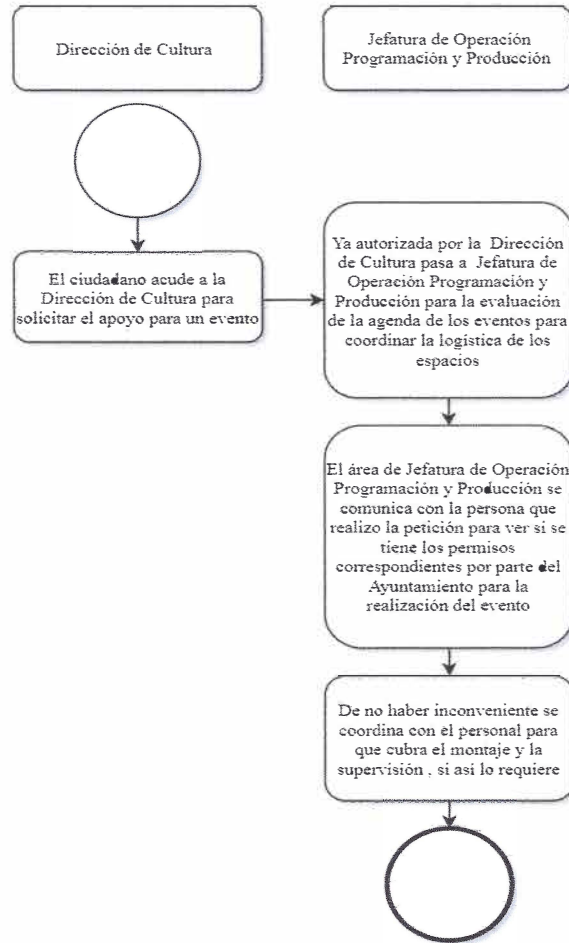 Dirección de Cultura
Jefatura de Operación
Programación y Producción
El ciudadano acude a la
Dirección de Cultura para
solicitar el apoyo para un evento
Ya autorizada por la Dirección
de Cultura pasa a Jefatura de
Operación Programación y
Producción para la evaluación
de la agenda de los eventos para
coordinar la logística de los
espacios
El área de Jefatura de Operación
Programación y Producción se
comunica con la persona que
realizo la petición para ver si se
tiene los permisos
correspondientes por parte del
Ayuntamiento para la
realización del evento
De no haber inconveniente se
coordina con el personal para
que cubra el montaje y la
supervisión , si así lo requiere